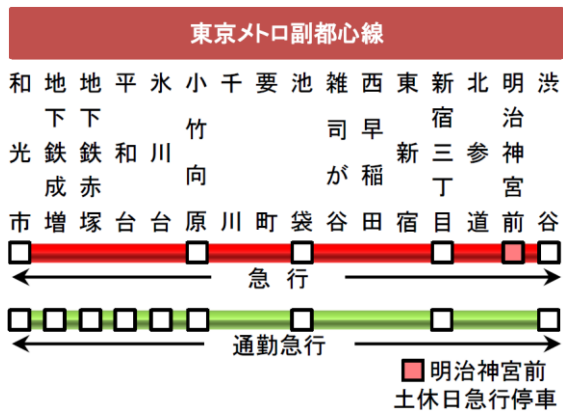 東京メトロ副都心線
和光市
地下鉄成増
地下鉄赤塚
平和台
氷川台
小竹向原
千川
要町
池袋
雑司が谷
西早稲田
東新宿
新宿三丁目
北参道
明治神宮前
渋谷
急行
通勤急行
明治神宮前
土休日急行停車